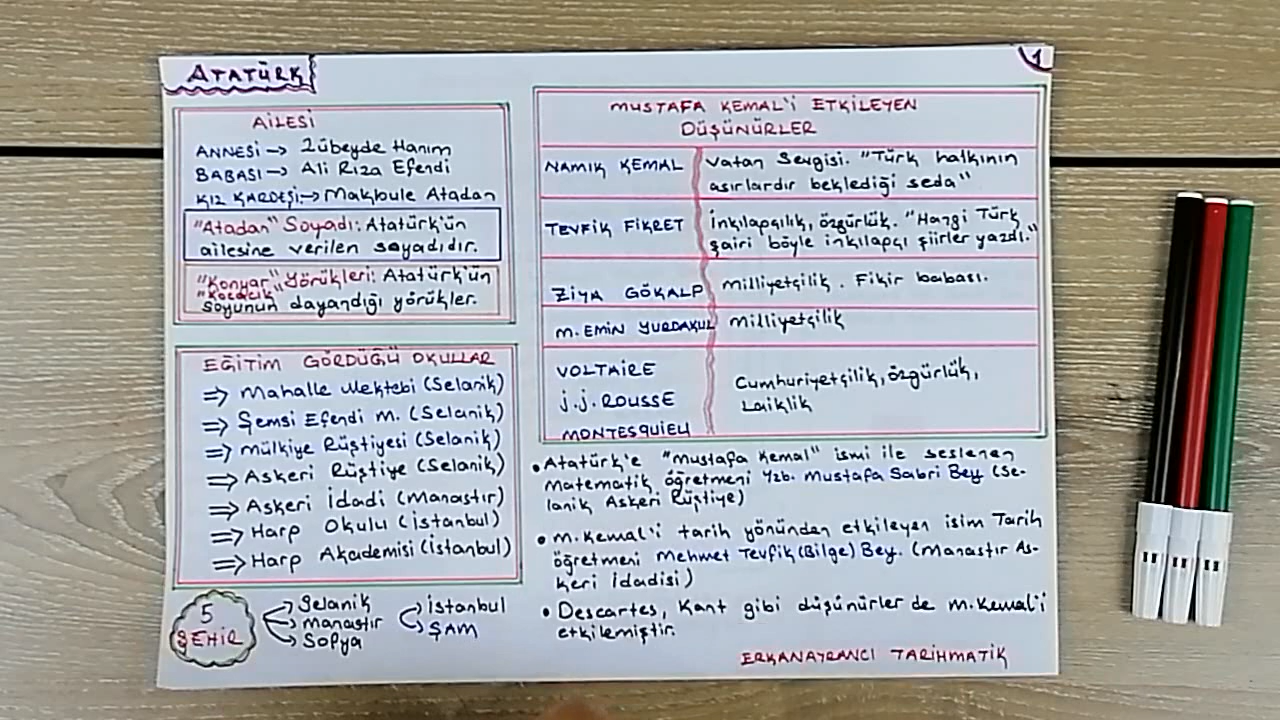 ATATÜRK
1
AİLESİ
ANNESİ → Zübeyde Hanım
BABASI → Ali Rıza Efendi
KIZ KARDEŞİ → Makbule Atadan
"Atadan" Soyadı: Atatürk'ün
ailesine verilen soyadıdır.
"Konyar" Yörükleri: Atatürk'ün
"Kocacık"
soyunun dayandığı yörükler.
EĞİTİM GÖRDÜĞÜ OKULLAR
⇒ Mahalle Mektebi (Selanik)
⇒ Şemsi Efendi M. (Selanik)
⇒ Mülkiye Rüştiyesi (Selanik)
⇒ Askeri Rüştiye (Selanik)
⇒ Askeri İdadi (Manastır)
⇒ Harp Okulu (İstanbul)
⇒ Harp Akademisi (İstanbul)
5
ŞEHİR
Selanik
Manastır
Sofya
İstanbul
ŞAM
MUSTAFA KEMAL'İ ETKİLEYEN
DÜŞÜNÜRLER
NAMIK KEMAL
Vatan Sevgisi. "Türk halkının
asırlardır beklediği seda"
TEVFİK FİKRET
İnkılapçılık, özgürlük. "Hangi Türk
şairi böyle inkılapçı şiirler yazdı."
ZİYA GÖKALP
Milliyetçilik. Fikir babası.
M. EMİN YURDAKUL
Milliyetçilik
VOLTAIRE
J.J. ROUSSE
MONTESQUİEU
Cumhuriyetçilik, özgürlük,
Laiklik
• Atatürk'e "Mustafa Kemal" ismi ile seslenen
Matematik öğretmeni Yzb. Mustafa Sabri Bey (Se-
lanik Askeri Rüştiye)
• M. Kemal'i tarih yönünden etkileyen isim Tarih
öğretmeni Mehmet Tevfik (Bilge) Bey. (Manastır As-
keri İdadisi)
• Descartes, Kant gibi düşünürler de M. Kemal'i
etkilemiştir.
ERKANAYRANCI TARİHMATİK